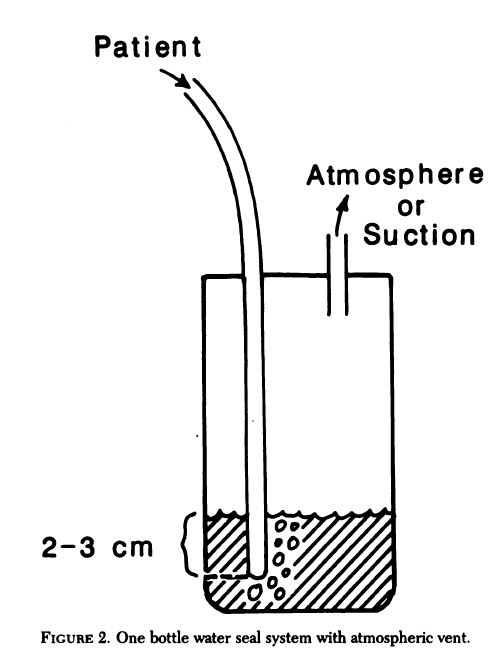 Patient
Atmosphere
or
Suction
2-3 cm
FIGURE 2. One bottle water seal system with atmospheric vent.